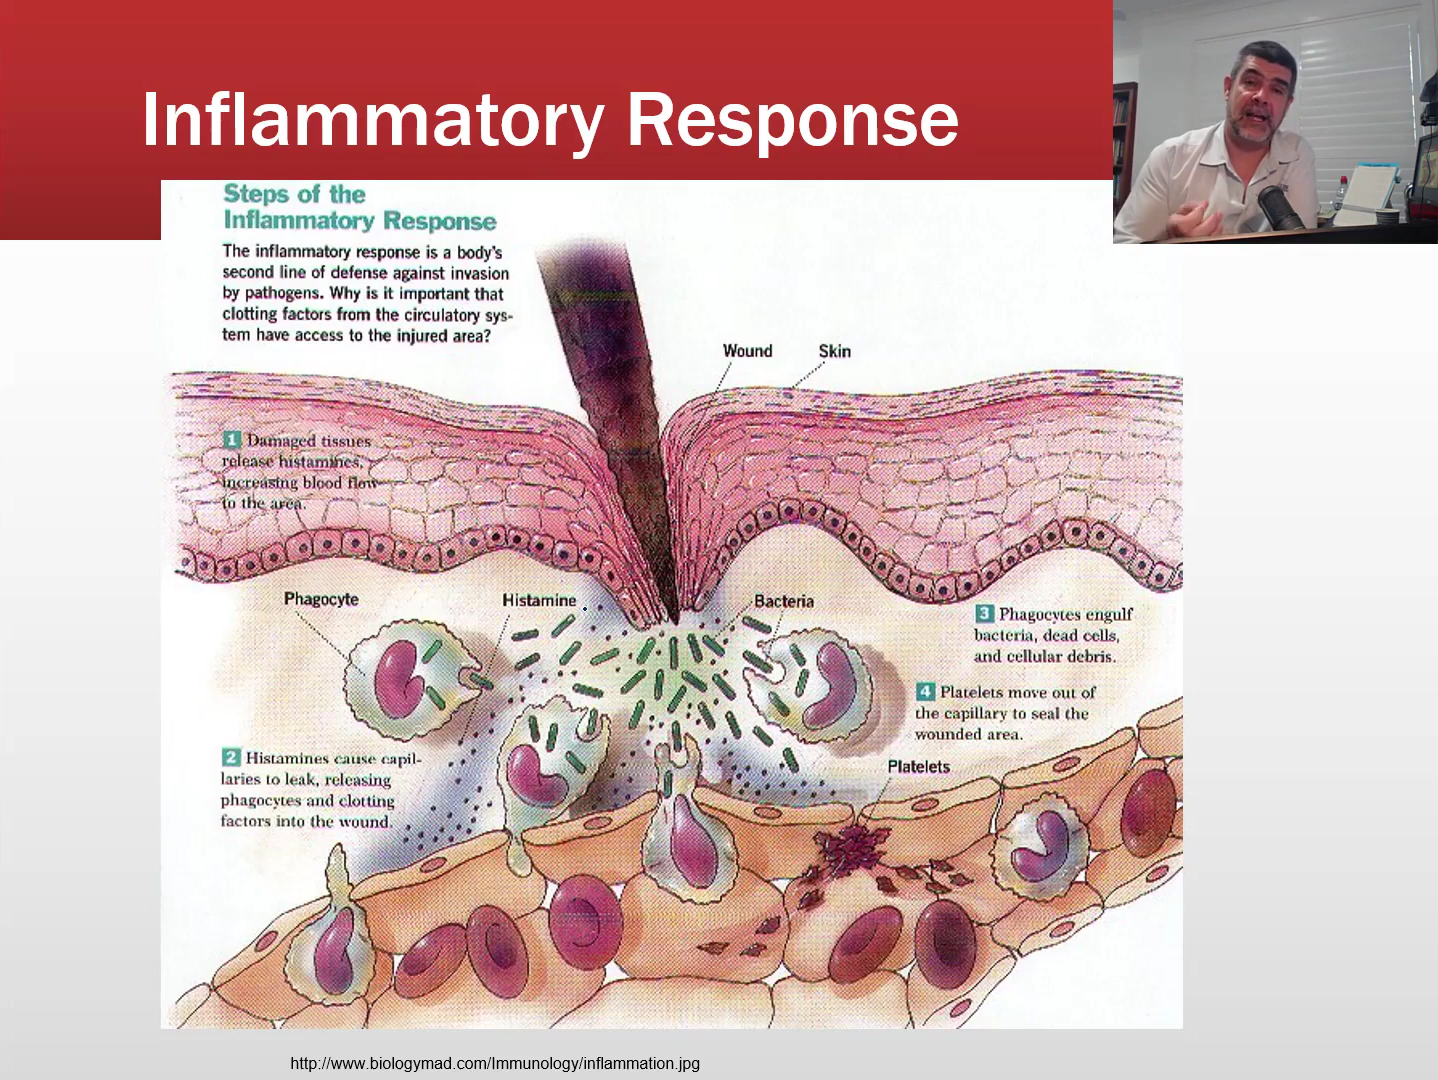 Inflammatory Response
Steps of the
Inflammatory Response
The inflammatory response is a body's
second line of defense against invasion
by pathogens. Why is it important that
clotting factors from the circulatory sys-
tem have access to the injured area?
Wound
Skin
1 Damaged tissues
release histamines,
increasing blood flow
to the area.
Phagocyte
Histamine
Bacteria
3 Phagocytes engulf
bacteria, dead cells,
and cellular debris.
4 Platelets move out of
the capillary to seal the
wounded area.
2 Histamines cause capil-
laries to leak, releasing
phagocytes and clotting
factors into the wound.
Platelets
http://www.biologymad.com/Immunology/inflammation.jpg